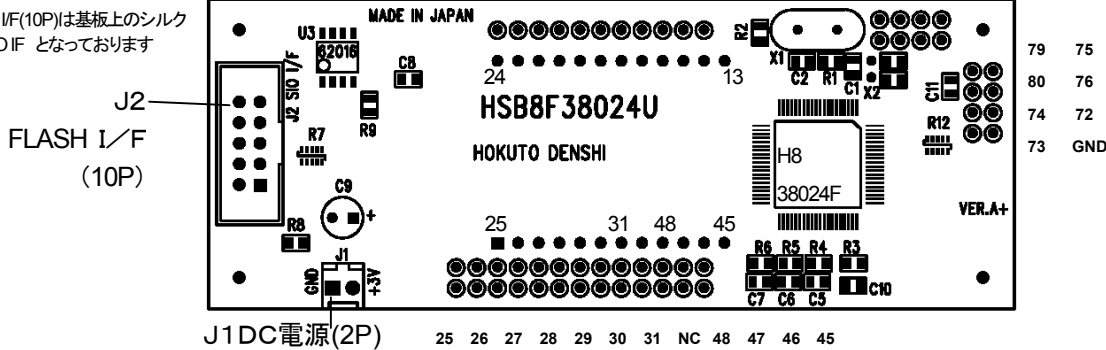 I/F(10P)は基板上のシルク
IF となっております
J2
FLASH I／F
(10P)
MADE IN JAPAN
U3
62016
J2 SIO I/F
C8
R9
R7
C9
+
R8
J1
GND
+3V
J1DC電源(2P)
24
13
HSB8F38024U
HOKUTO DENSHI
25
31
48
45
R2
X1
C2
R1
C1
X2
C11
R12
H8
38024F
VER.A+
R6
R5
R4
R3
C7
C6
C5
C10
79 75
80 76
74 72
73 GND
25 26 27 28 29 30 31 NC 48 47 46 45